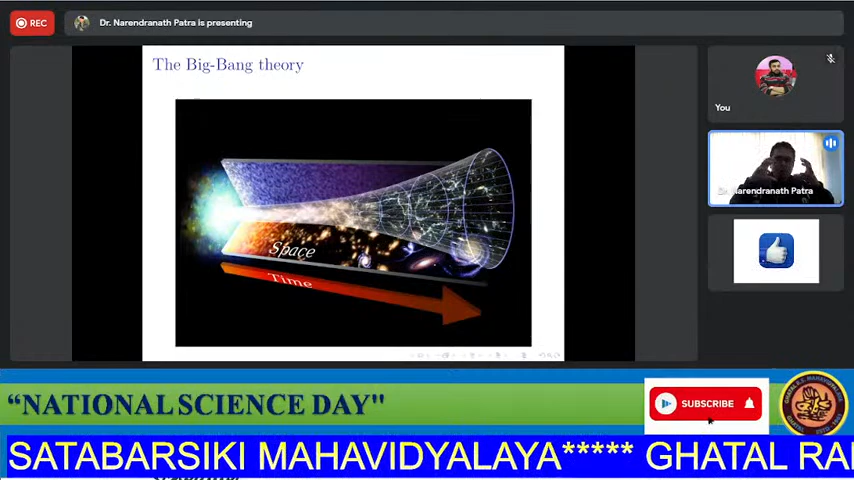 REC
Dr. Narendranath Patra is presenting
The Big-Bang theory
Space
Time
You
Dr. Narendranath Patra
"NATIONAL SCIENCE DAY"
SUBSCRIBE
SATABARSIKI MAHAVIDYALAYA***** GHATAL RA